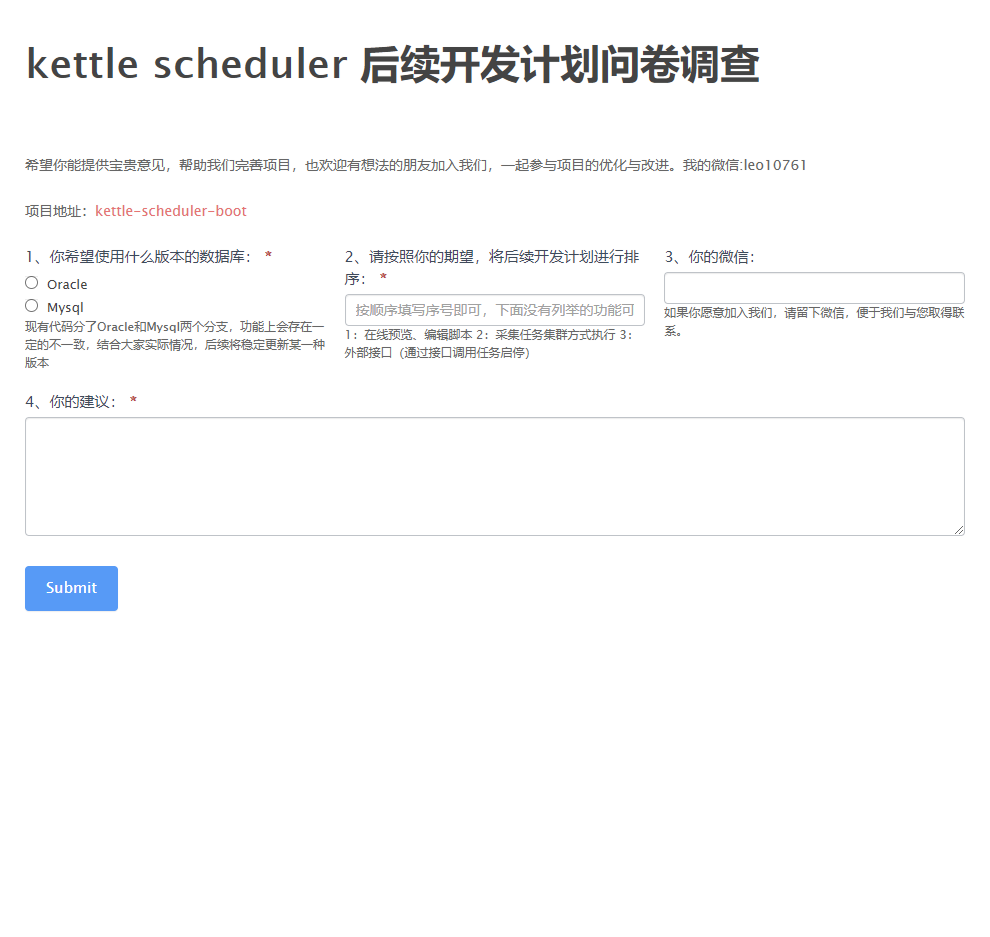 kettle scheduler 后续开发计划问卷调查
希望你能提供宝贵意见，帮助我们完善项目，也欢迎有想法的朋友加入我们，一起参与项目的优化与改进。我的微信:leo10761
项目地址：kettle-scheduler-boot
1、你希望使用什么版本的数据库： *
Oracle
Mysql
现有代码分了Oracle和Mysql两个分支，功能上会存在一
定的不一致，结合大家实际情况，后续将稳定更新某一种
版本
2、请按照你的期望，将后续开发计划进行排
序： *
按顺序填写序号即可，下面没有列举的功能可
1：在线预览、编辑脚本 2：采集任务集群方式执行 3：
外部接口（通过接口调用任务启停）
3、你的微信：
如果你愿意加入我们，请留下微信，便于我们与您取得联
系。
4、你的建议： *
Submit